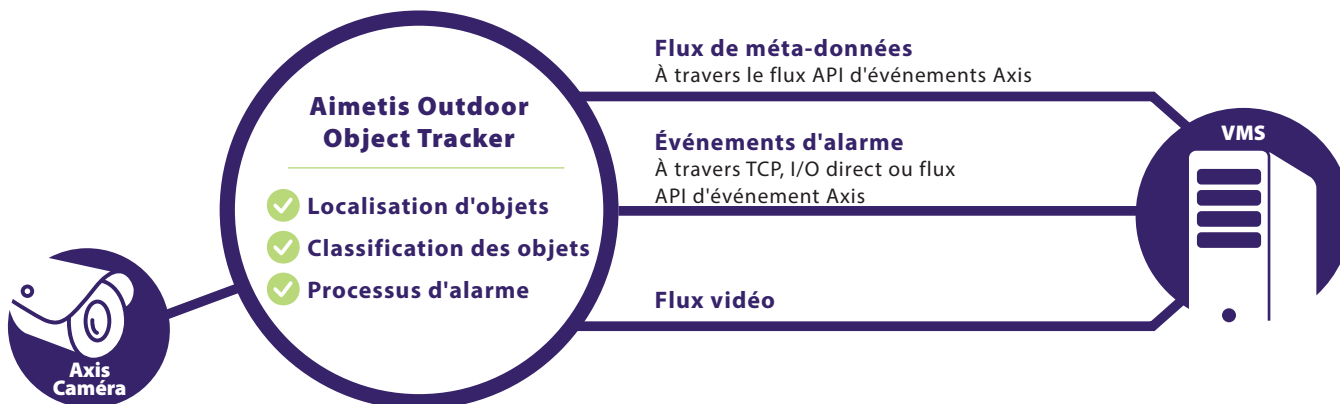 Aimetis Outdoor
Object Tracker
Localisation d'objets
Classification des objets
Processus d'alarme
Axis
Caméra
Flux de méta-données
À travers le flux API d'événements Axis
Événements d'alarme
À travers TCP, I/O direct ou flux
API d'événement Axis
Flux vidéo
VMS